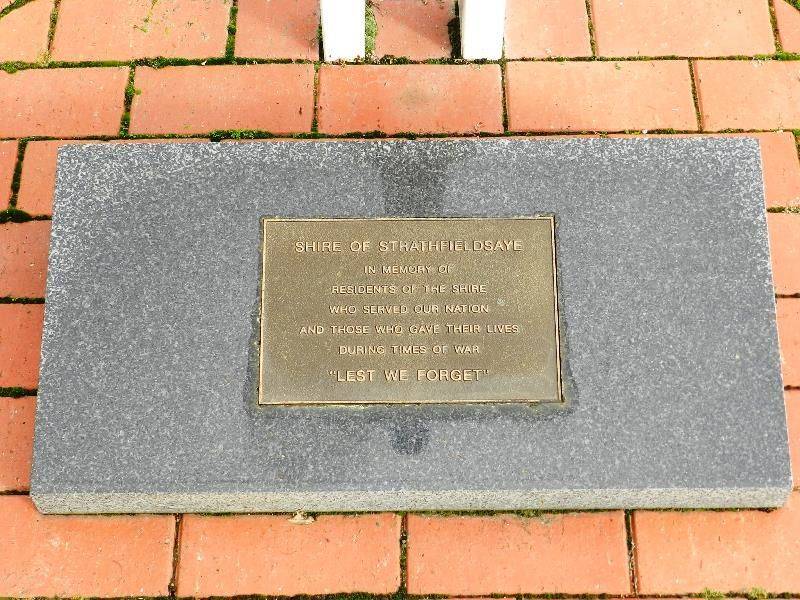 SHIRE OF STRATHFIELDSAYE
IN MEMORY OF
RESIDENTS OF THE SHIRE
WHO SERVED OUR NATION
AND THOSE WHO GAVE THEIR LIVES
DURING TIMES OF WAR
"LEST WE FORGET"